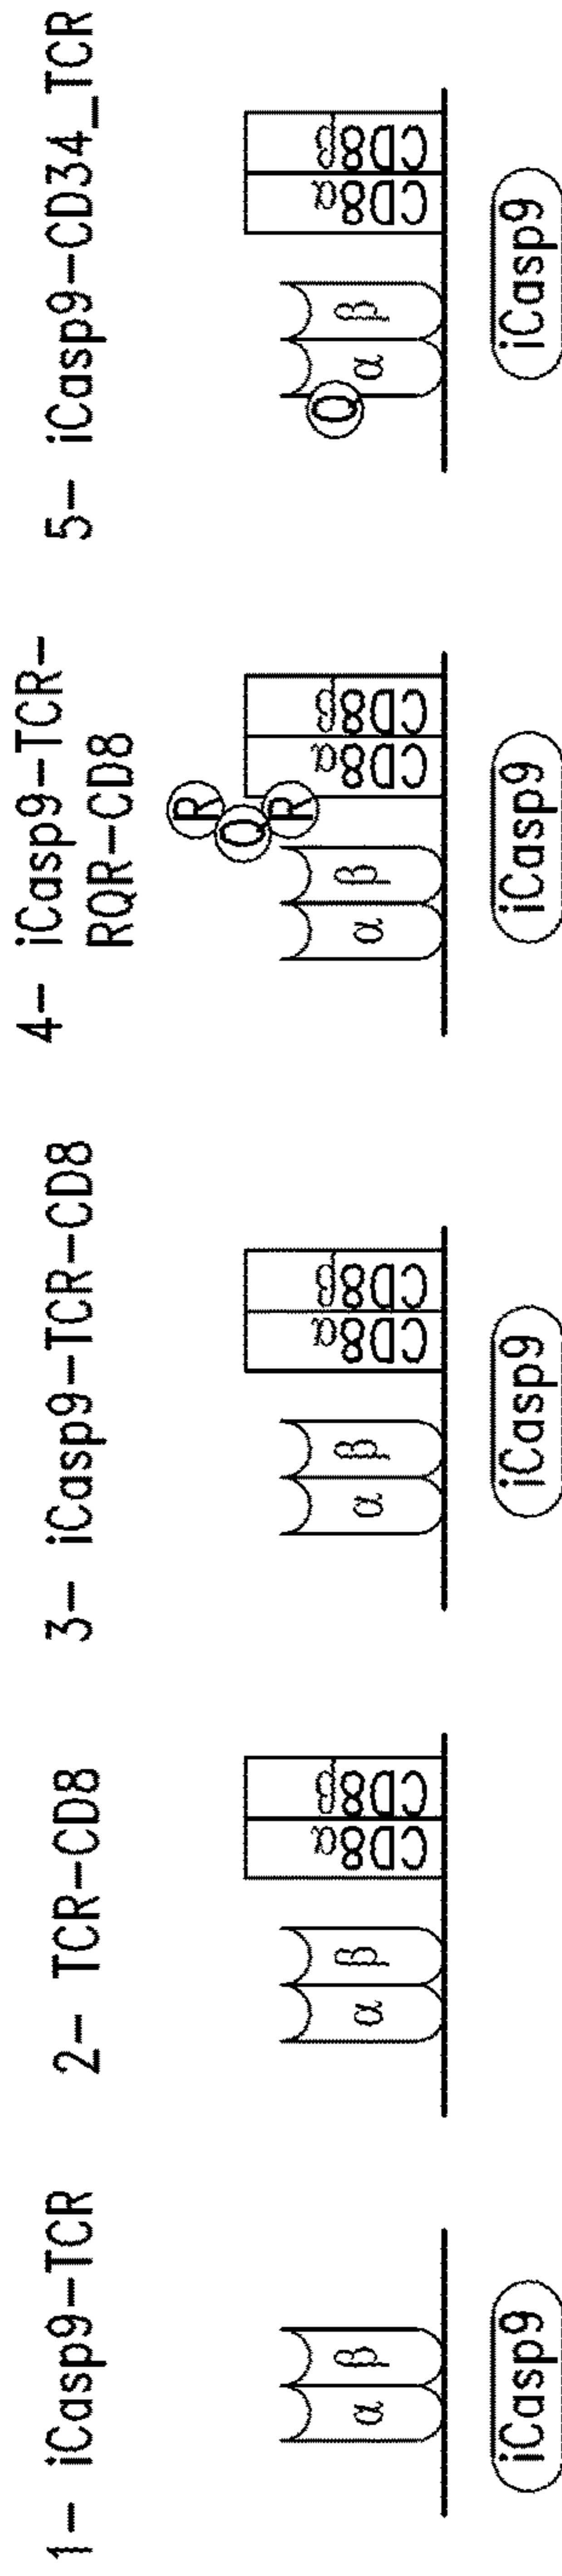 1- iCasp9-TCR
α β
iCasp9
2- TCR-CD8
α β
CD8α CD8β
3- iCasp9-TCR-CD8
α β
CD8α CD8β
iCasp9
4- iCasp9-TCR-
RQR-CD8
R
Q
R
α β
CD8α CD8β
iCasp9
5- iCasp9-CD34_TCR
Q
α β
CD8α CD8β
iCasp9